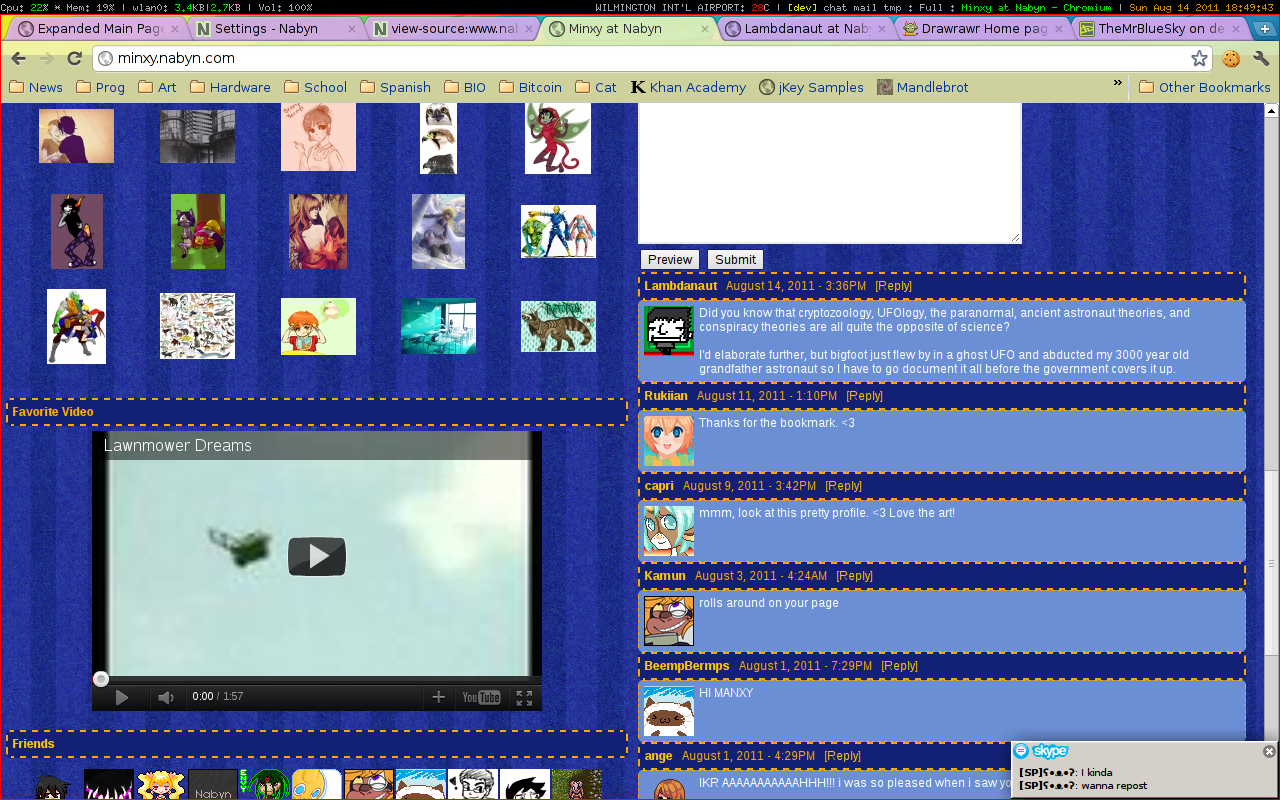 Cpu: 22% * Mem: 19% | wlan0: 3.4KB|2.7KB | Vol: 100%
WILMINGTON INT'L AIRPORT: 28C | [dev] chat mail tmp : Full : Minxy at Nabyn - Chromium | Sun Aug 14 2011 18:49:43
Expanded Main Page
Settings - Nabyn
view-source:www.nab
Minxy at Nabyn
Lambdanaut at Nab
Drawrawr Home pag
TheMrBlueSky on de
minxy.nabyn.com
News
Prog
Art
Hardware
School
Spanish
BIO
Bitcoin
Cat
Khan Academy
jKey Samples
Mandlebrot
»
Other Bookmarks
Preview
Submit
Lambdanaut August 14, 2011 - 3:36PM [Reply]
Did you know that cryptozoology, UFOlogy, the paranormal, ancient astronaut theories, and
conspiracy theories are all quite the opposite of science?
I'd elaborate further, but bigfoot just flew by in a ghost UFO and abducted my 3000 year old
grandfather astronaut so I have to go document it all before the government covers it up.
Rukiian August 11, 2011 - 1:10PM [Reply]
Thanks for the bookmark. <3
capri August 9, 2011 - 3:42PM [Reply]
mmm, look at this pretty profile. <3 Love the art!
Kamun August 3, 2011 - 4:24AM [Reply]
rolls around on your page
BeempBermps August 1, 2011 - 7:29PM [Reply]
HI MANXY
ange August 1, 2011 - 4:29PM [Reply]
IKR AAAAAAAAAAAHHH!!! i was so pleased when i saw yo
Favorite Video
Lawnmower Dreams
0:00 / 1:57
YouTube
Friends
Nabyn
skype
[SP]ʕ•ﻌ•ʔ: I kinda
[SP]ʕ•ﻌ•ʔ: wanna repost